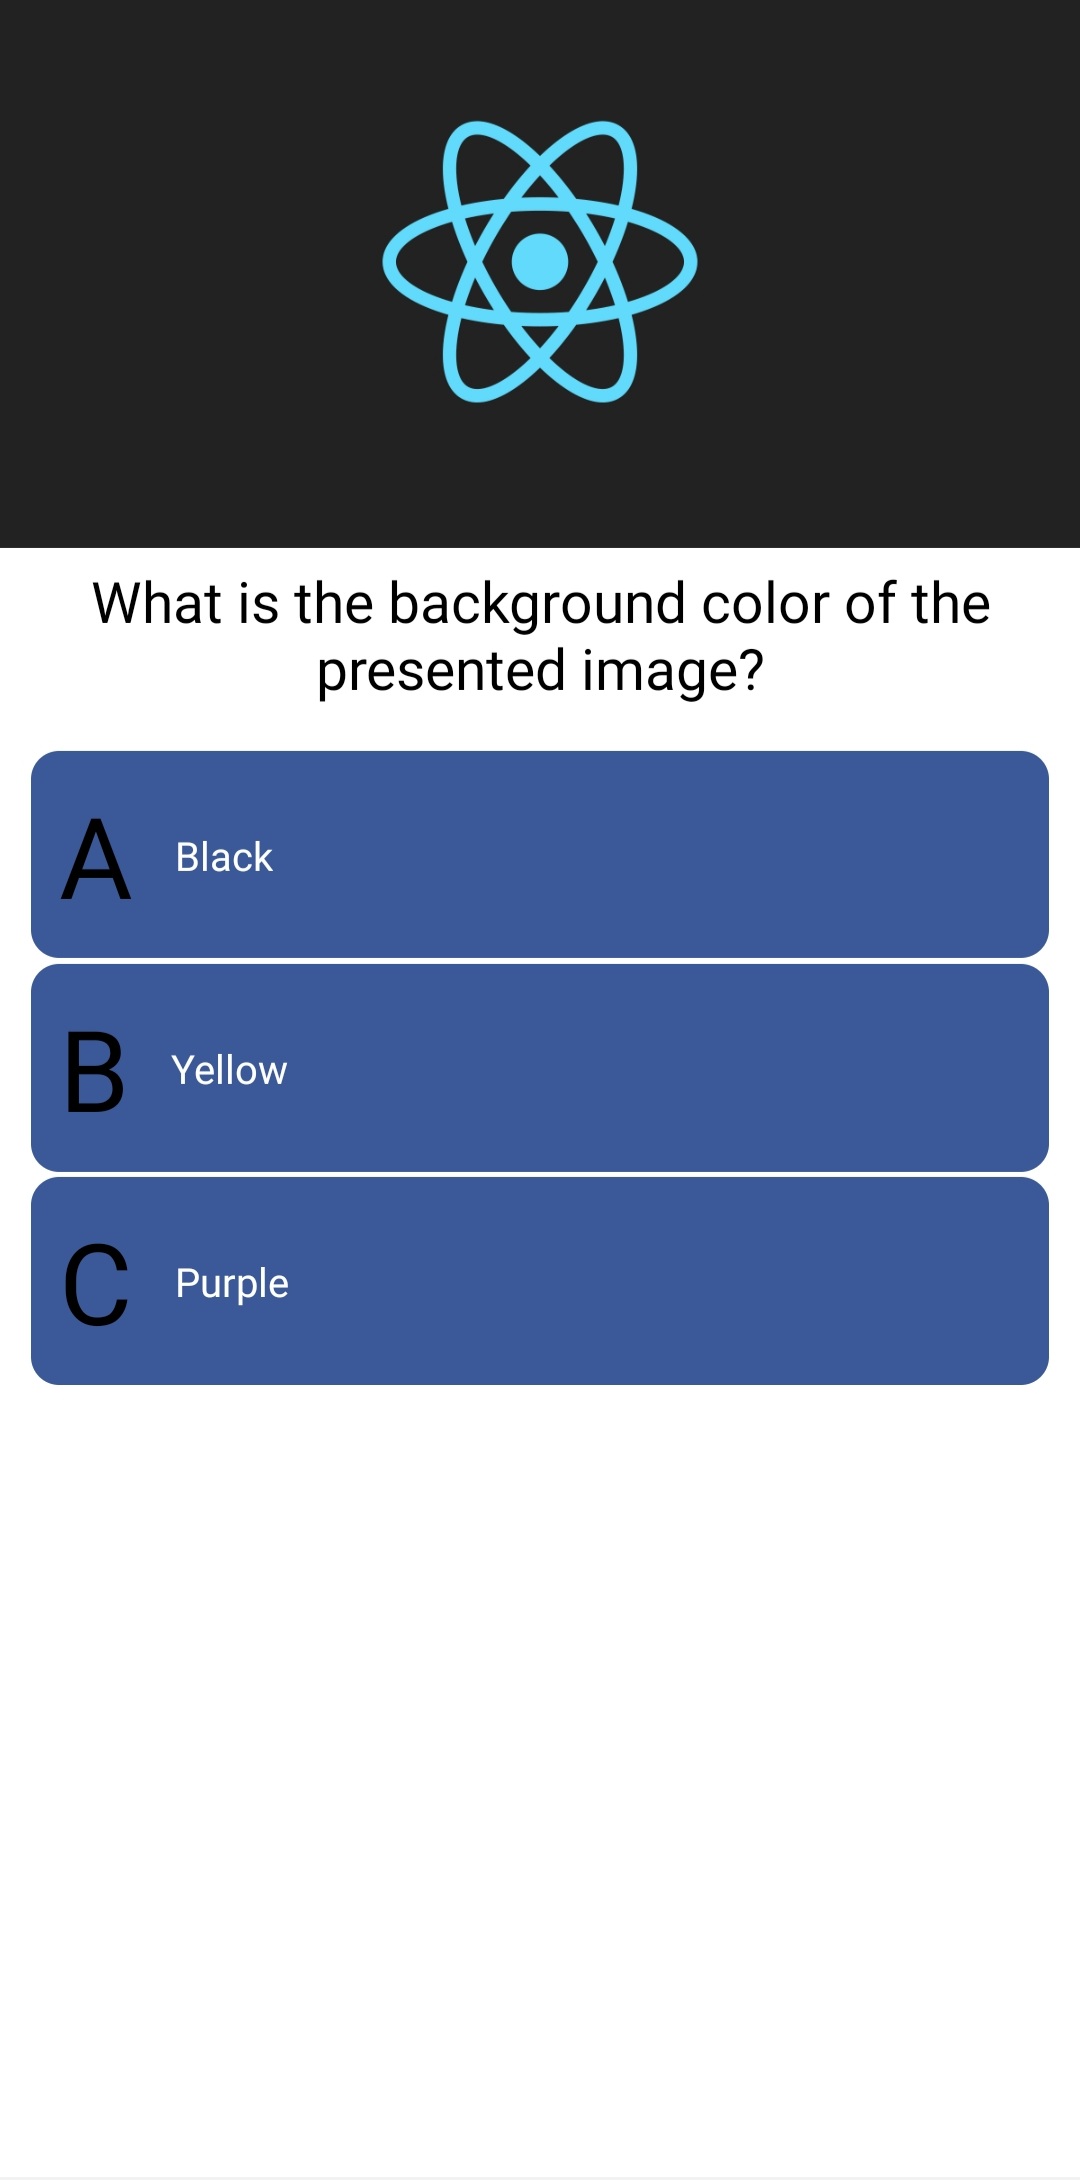 What is the background color of the
presented image?
A Black
B Yellow
C Purple